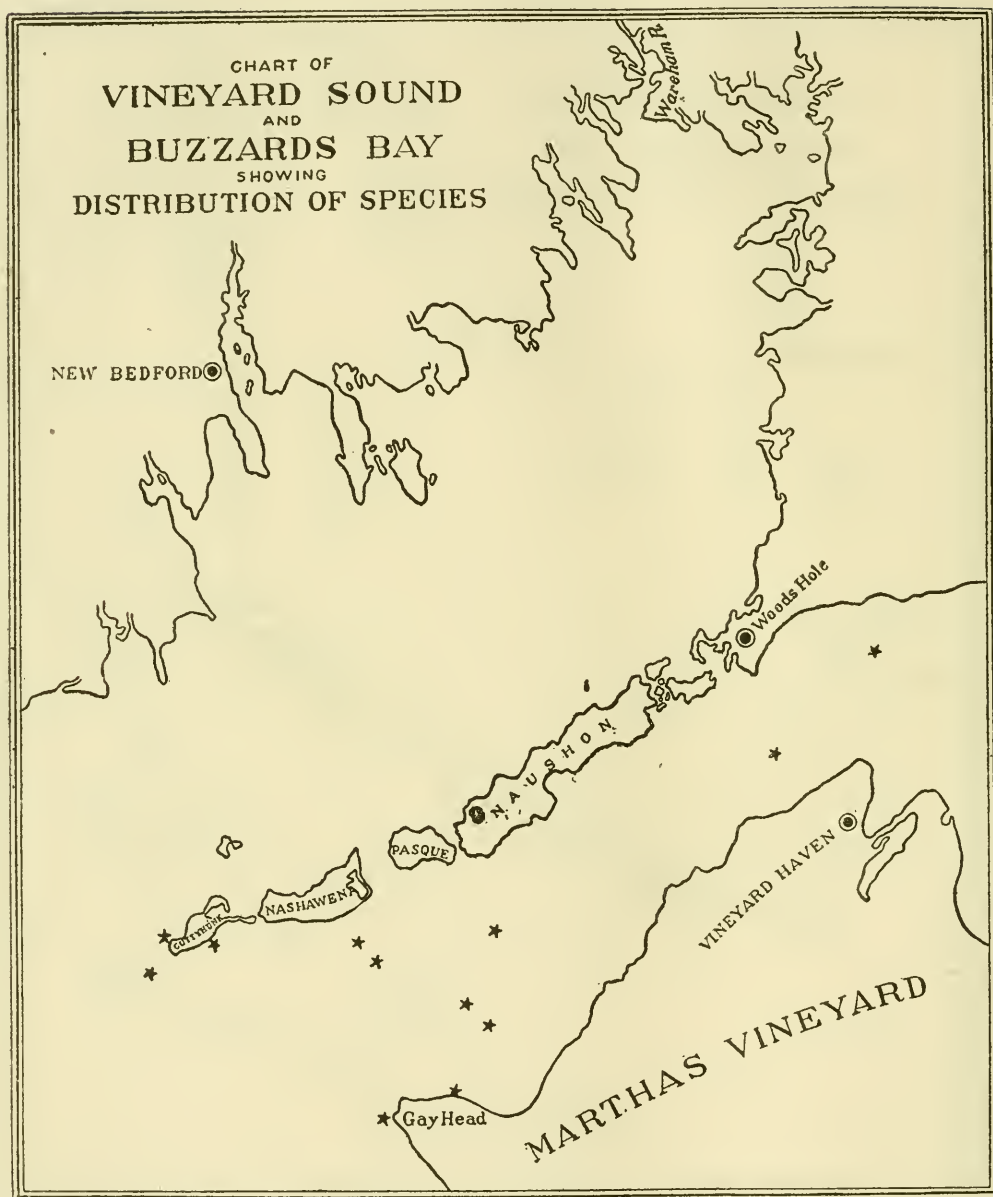 CHART OF
VINEYARD SOUND
AND
BUZZARDS BAY
SHOWING
DISTRIBUTION OF SPECIES
Wareham R.
NEW BEDFORD
Woods Hole
NAUSHON
PASQUE
NASHAWENA
CUTTYHUNK
VINEYARD HAVEN
MARTHAS VINEYARD
Gay Head